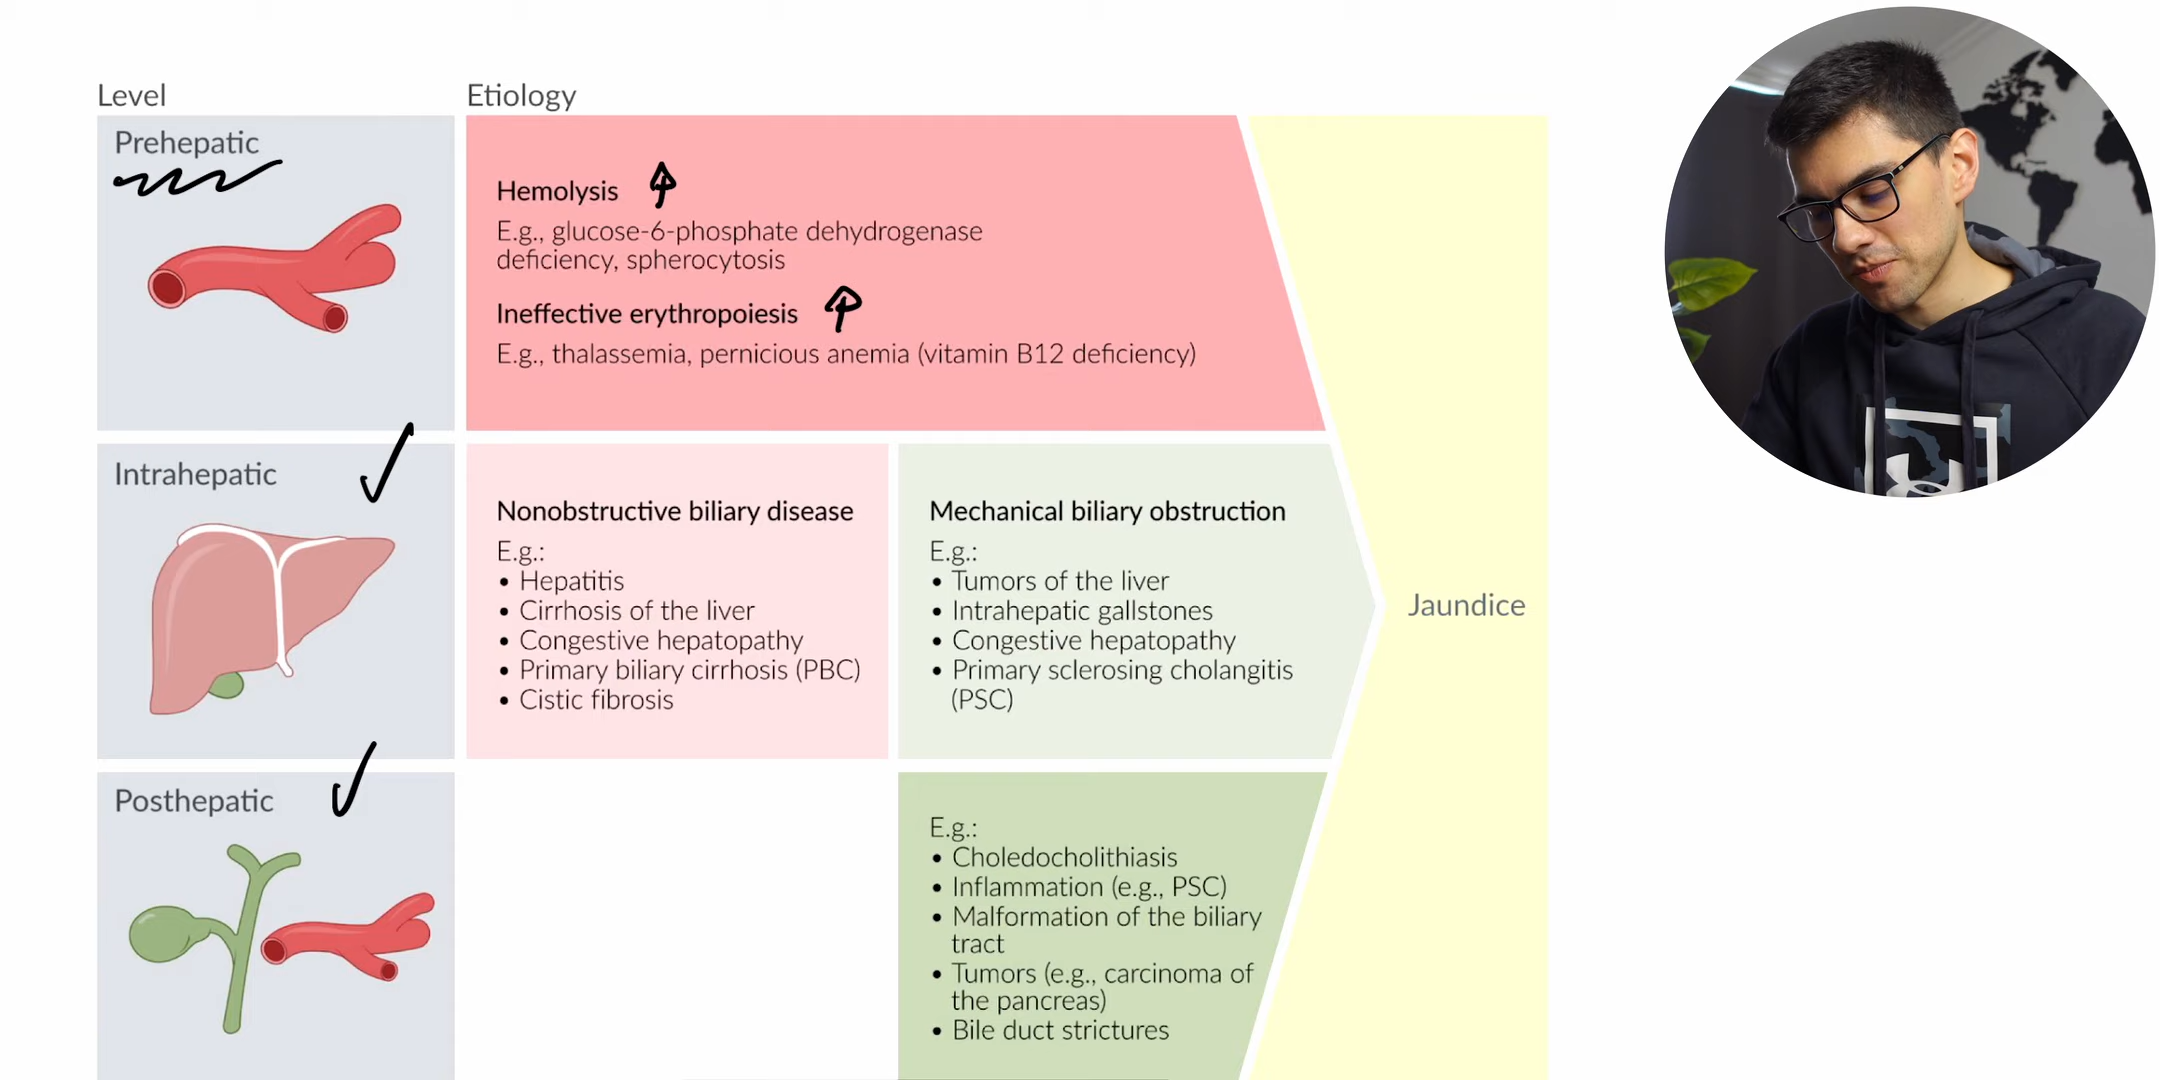 Level
Etiology
Prehepatic
Hemolysis
E.g., glucose-6-phosphate dehydrogenase
deficiency, spherocytosis
Ineffective erythropoiesis
E.g., thalassemia, pernicious anemia (vitamin B12 deficiency)
Intrahepatic
Nonobstructive biliary disease
E.g.:
• Hepatitis
• Cirrhosis of the liver
• Congestive hepatopathy
• Primary biliary cirrhosis (PBC)
• Cistic fibrosis
Mechanical biliary obstruction
E.g.:
• Tumors of the liver
• Intrahepatic gallstones
• Congestive hepatopathy
• Primary sclerosing cholangitis
(PSC)
Jaundice
Posthepatic
E.g.:
• Choledocholithiasis
• Inflammation (e.g., PSC)
• Malformation of the biliary
tract
• Tumors (e.g., carcinoma of
the pancreas)
• Bile duct strictures